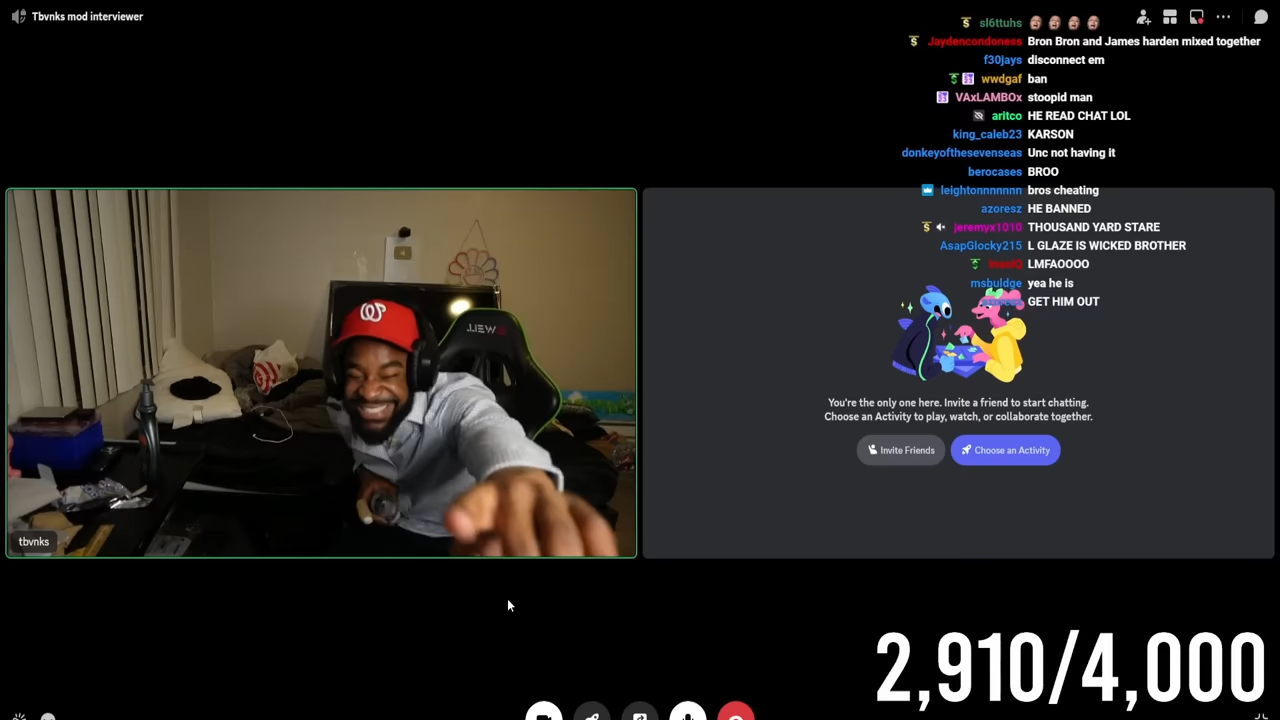 Tbvnks mod interviewer
sl6ttuhs
Jaydencondoness Bron Bron and James harden mixed together
f30jays disconnect em
wwdgaf ban
VAxLAMBOx stoopid man
aritco HE READ CHAT LOL
king_caleb23 KARSON
donkeyofthesevenseas Unc not having it
berocases BROO
leightonnnnnnn bros cheating
azoresz HE BANNED
jeremyx1010 THOUSAND YARD STARE
AsapGlocky215 L GLAZE IS WICKED BROTHER
LMFAOOOO
msbuldge yea he is
GET HIM OUT
You're the only one here. Invite a friend to start chatting.
Choose an Activity to play, watch, or collaborate together.
Invite Friends
Choose an Activity
tbvnks
2,910/4,000